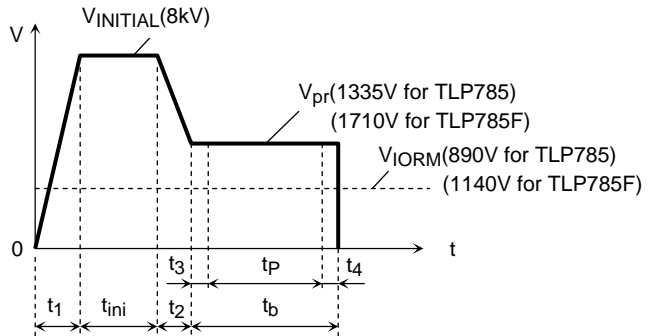 VINITIAL(8kV)
V
Vpr(1335V for TLP785)
(1710V for TLP785F)
VIORM(890V for TLP785)
(1140V for TLP785F)
0
t
t3
tP
t4
t1
tini
t2
tb